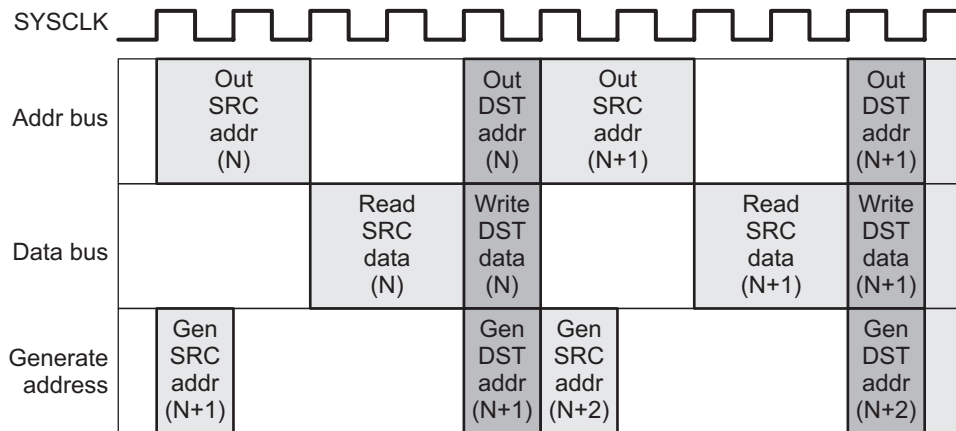 SYSCLK
Addr bus
Out
SRC
addr
(N)
Out
DST
addr
(N)
Out
SRC
addr
(N+1)
Out
DST
addr
(N+1)
Data bus
Read
SRC
data
(N)
Write
DST
data
(N)
Read
SRC
data
(N+1)
Write
DST
data
(N+1)
Generate
address
Gen
SRC
addr
(N+1)
Gen
DST
addr
(N+1)
Gen
SRC
addr
(N+2)
Gen
DST
addr
(N+2)